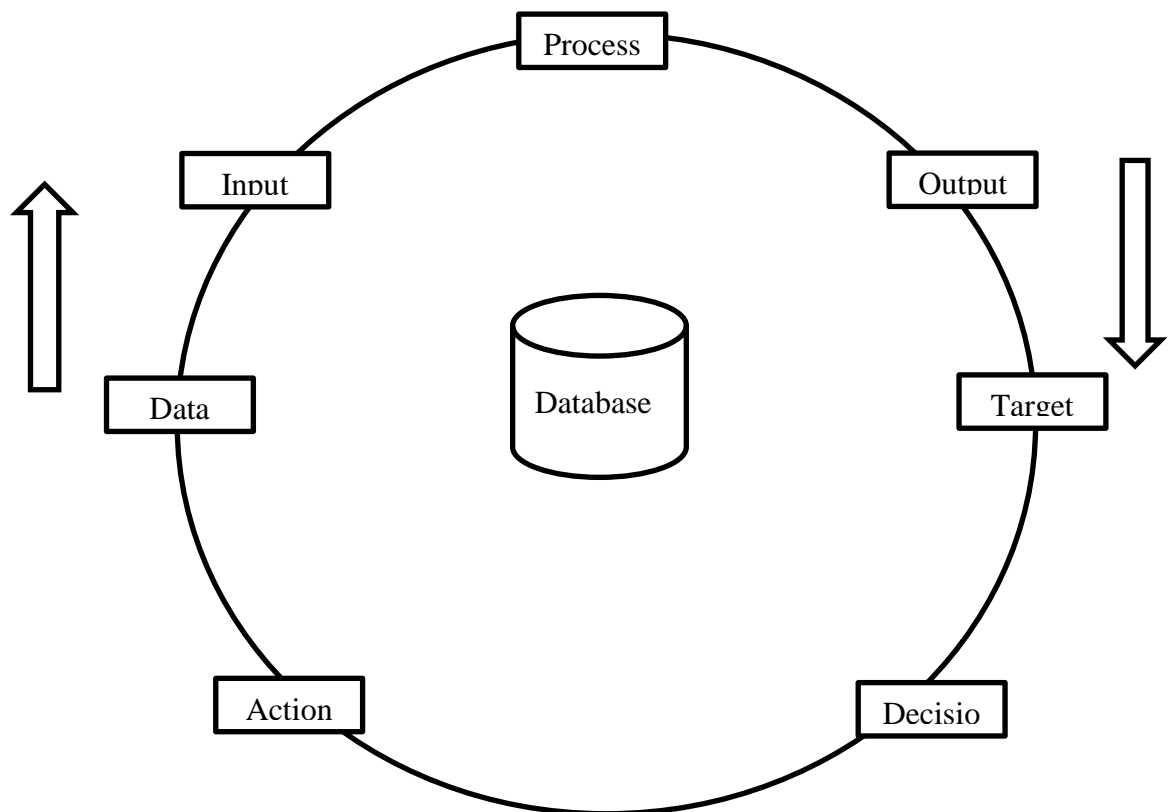 Process
Input
Output
Database
Data
Target
Action
Decisio